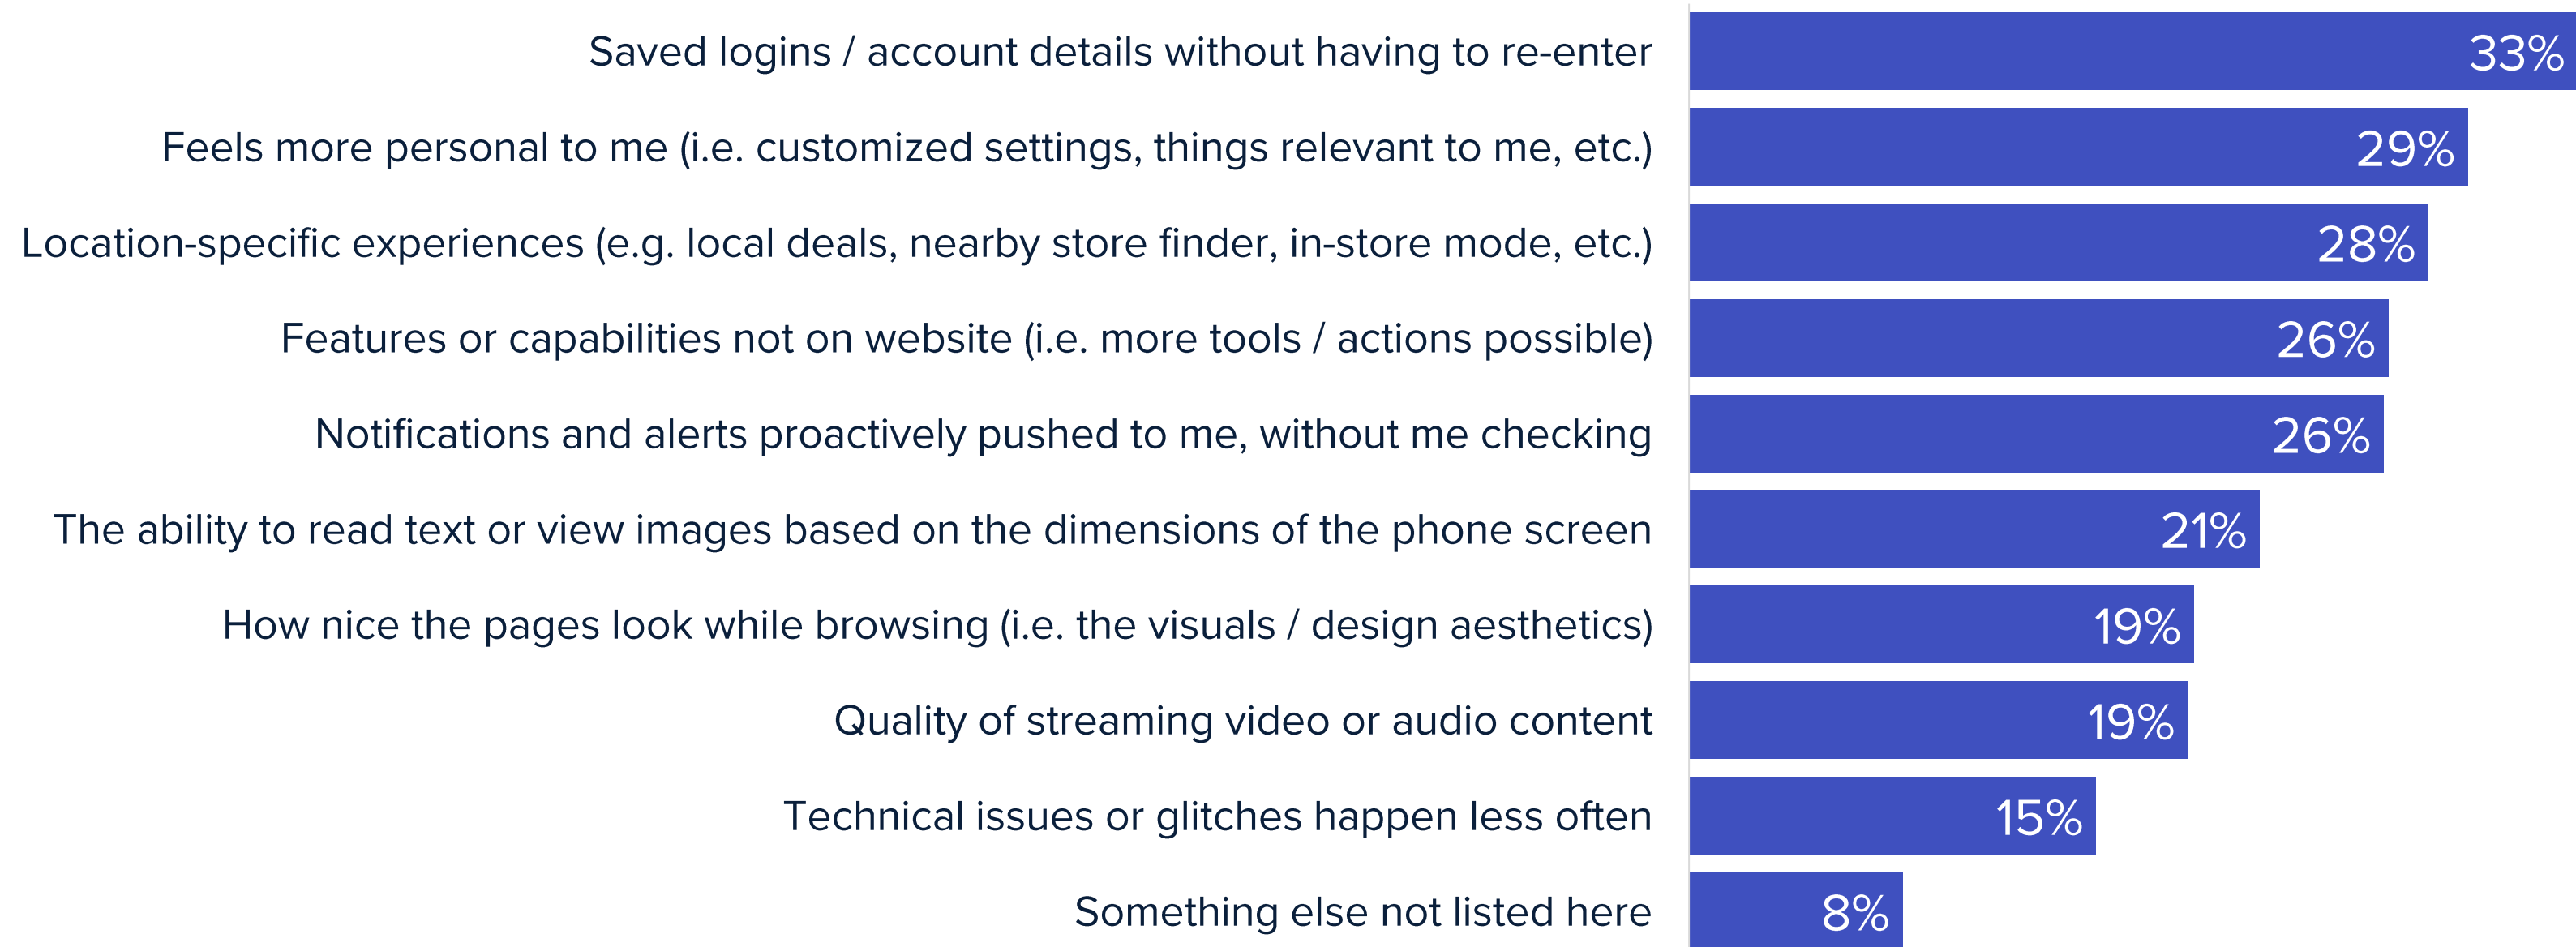 Saved logins / account details without having to re-enter 33%
Feels more personal to me (i.e. customized settings, things relevant to me, etc.) 29%
Location-specific experiences (e.g. local deals, nearby store finder, in-store mode, etc.) 28%
Features or capabilities not on website (i.e. more tools / actions possible) 26%
Notifications and alerts proactively pushed to me, without me checking 26%
The ability to read text or view images based on the dimensions of the phone screen 21%
How nice the pages look while browsing (i.e. the visuals / design aesthetics) 19%
Quality of streaming video or audio content 19%
Technical issues or glitches happen less often 15%
Something else not listed here 8%